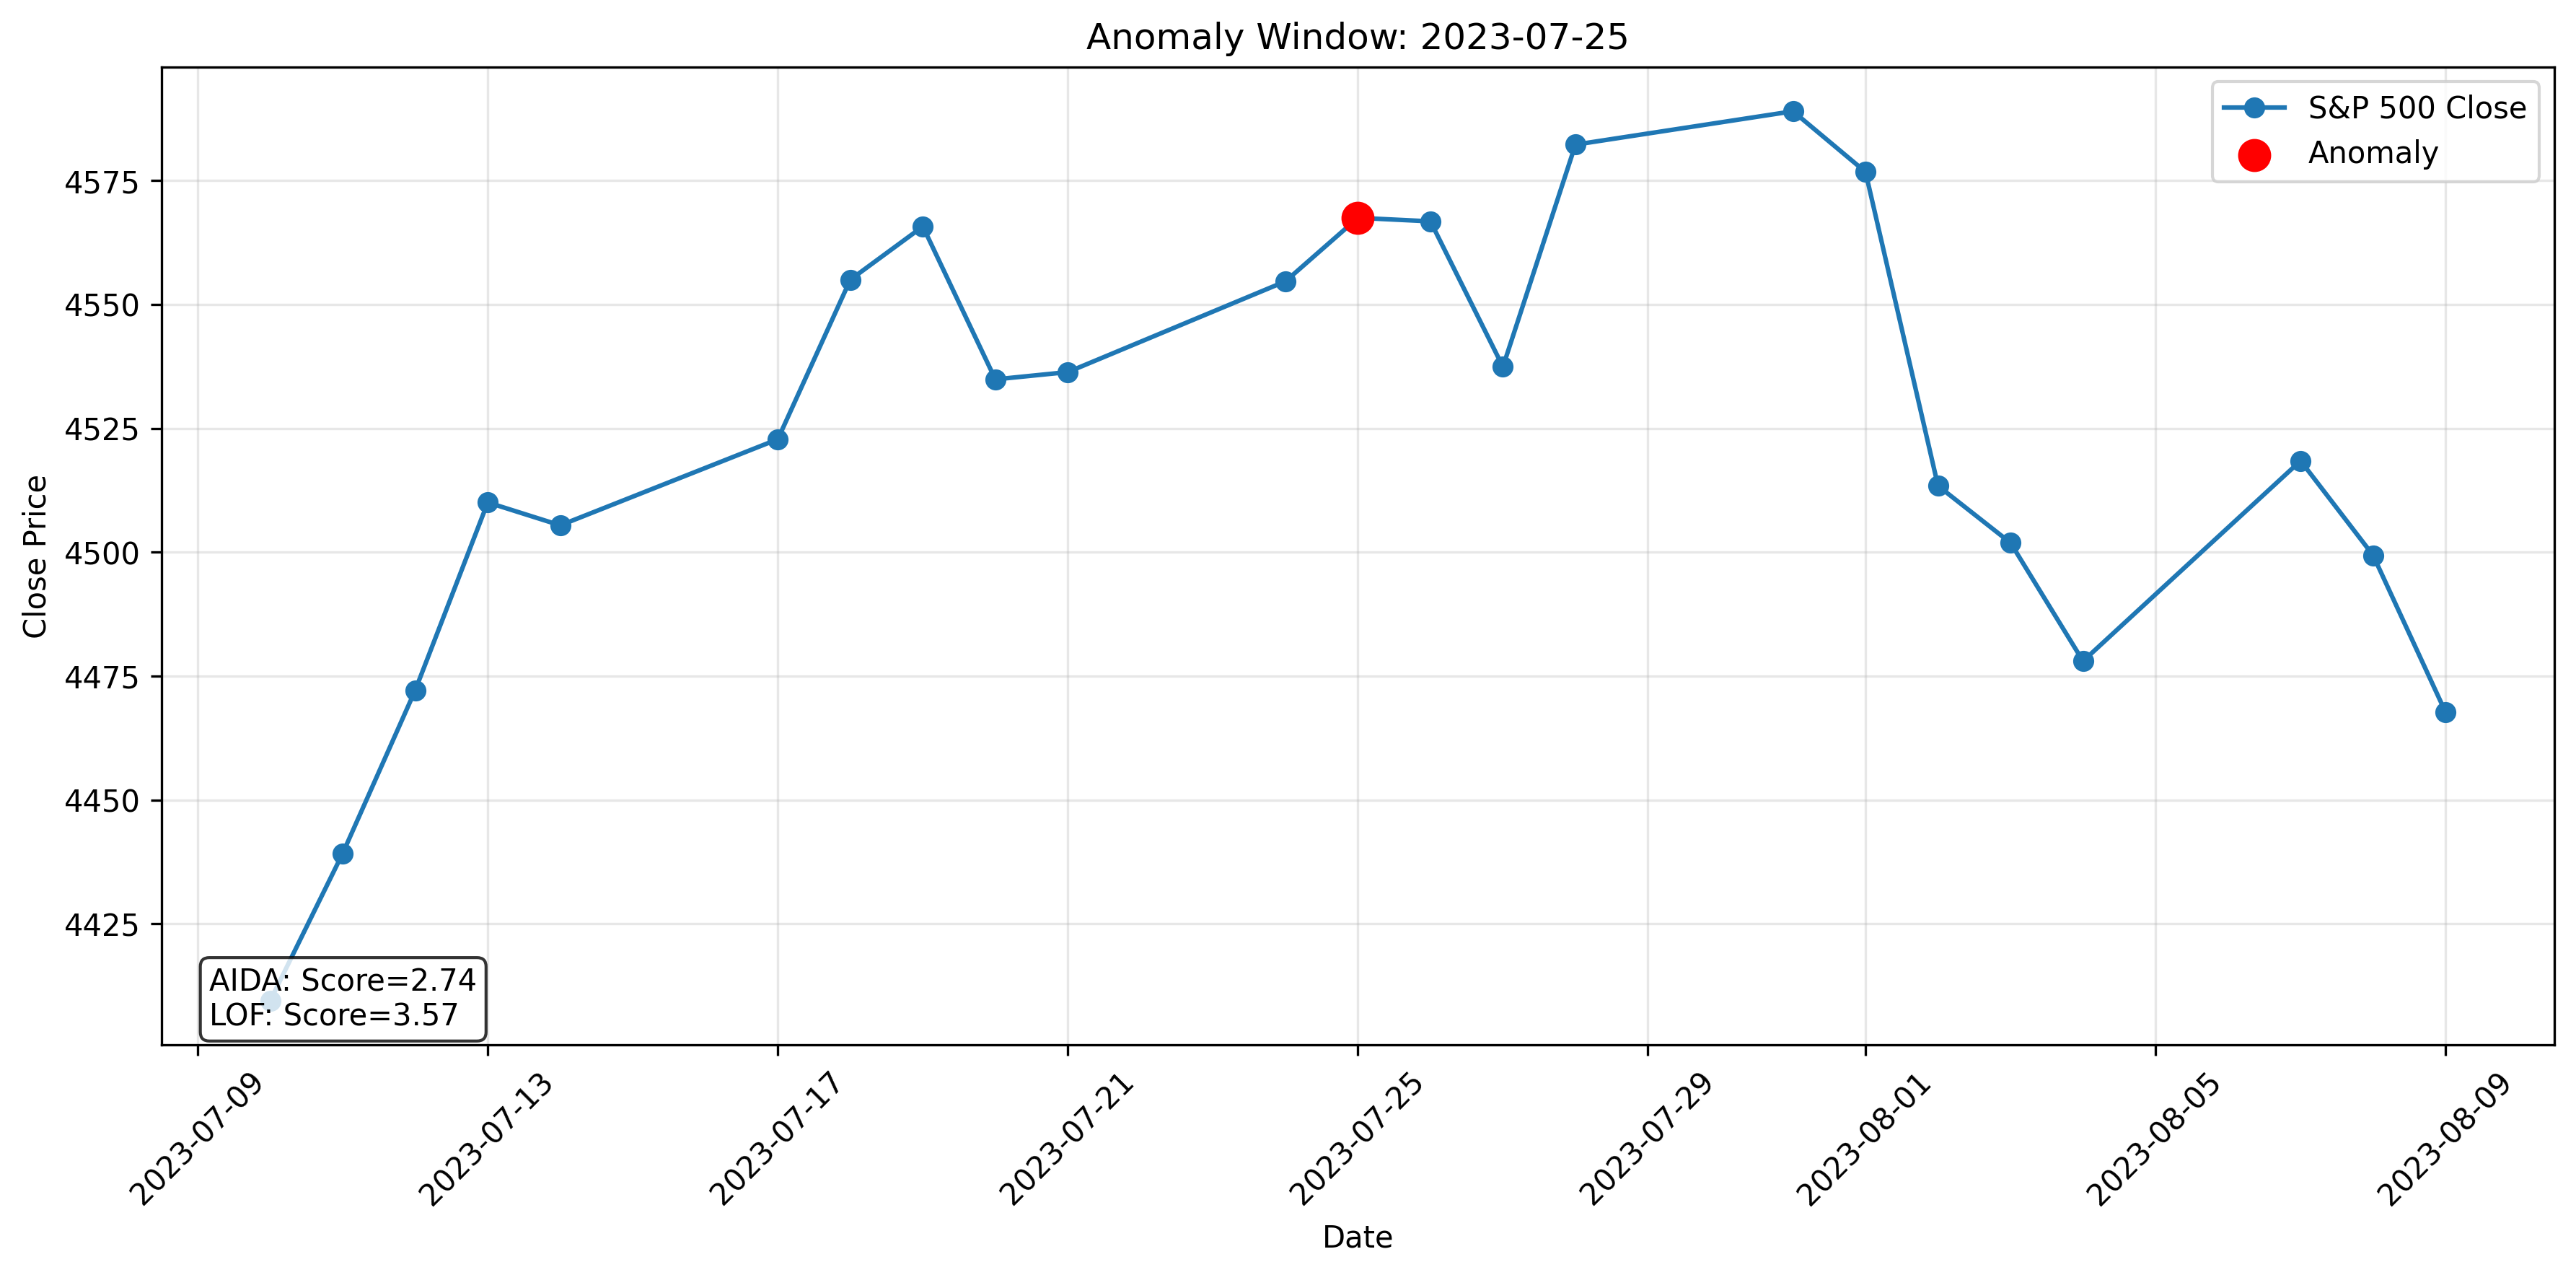 Anomaly Window: 2023-07-25
S&P 500 Close
Anomaly
Close Price
4575
4550
4525
4500
4475
4450
4425
AIDA: Score=2.74
LOF: Score=3.57
2023-07-09
2023-07-13
2023-07-17
2023-07-21
2023-07-25
2023-07-29
2023-08-01
2023-08-05
2023-08-09
Date